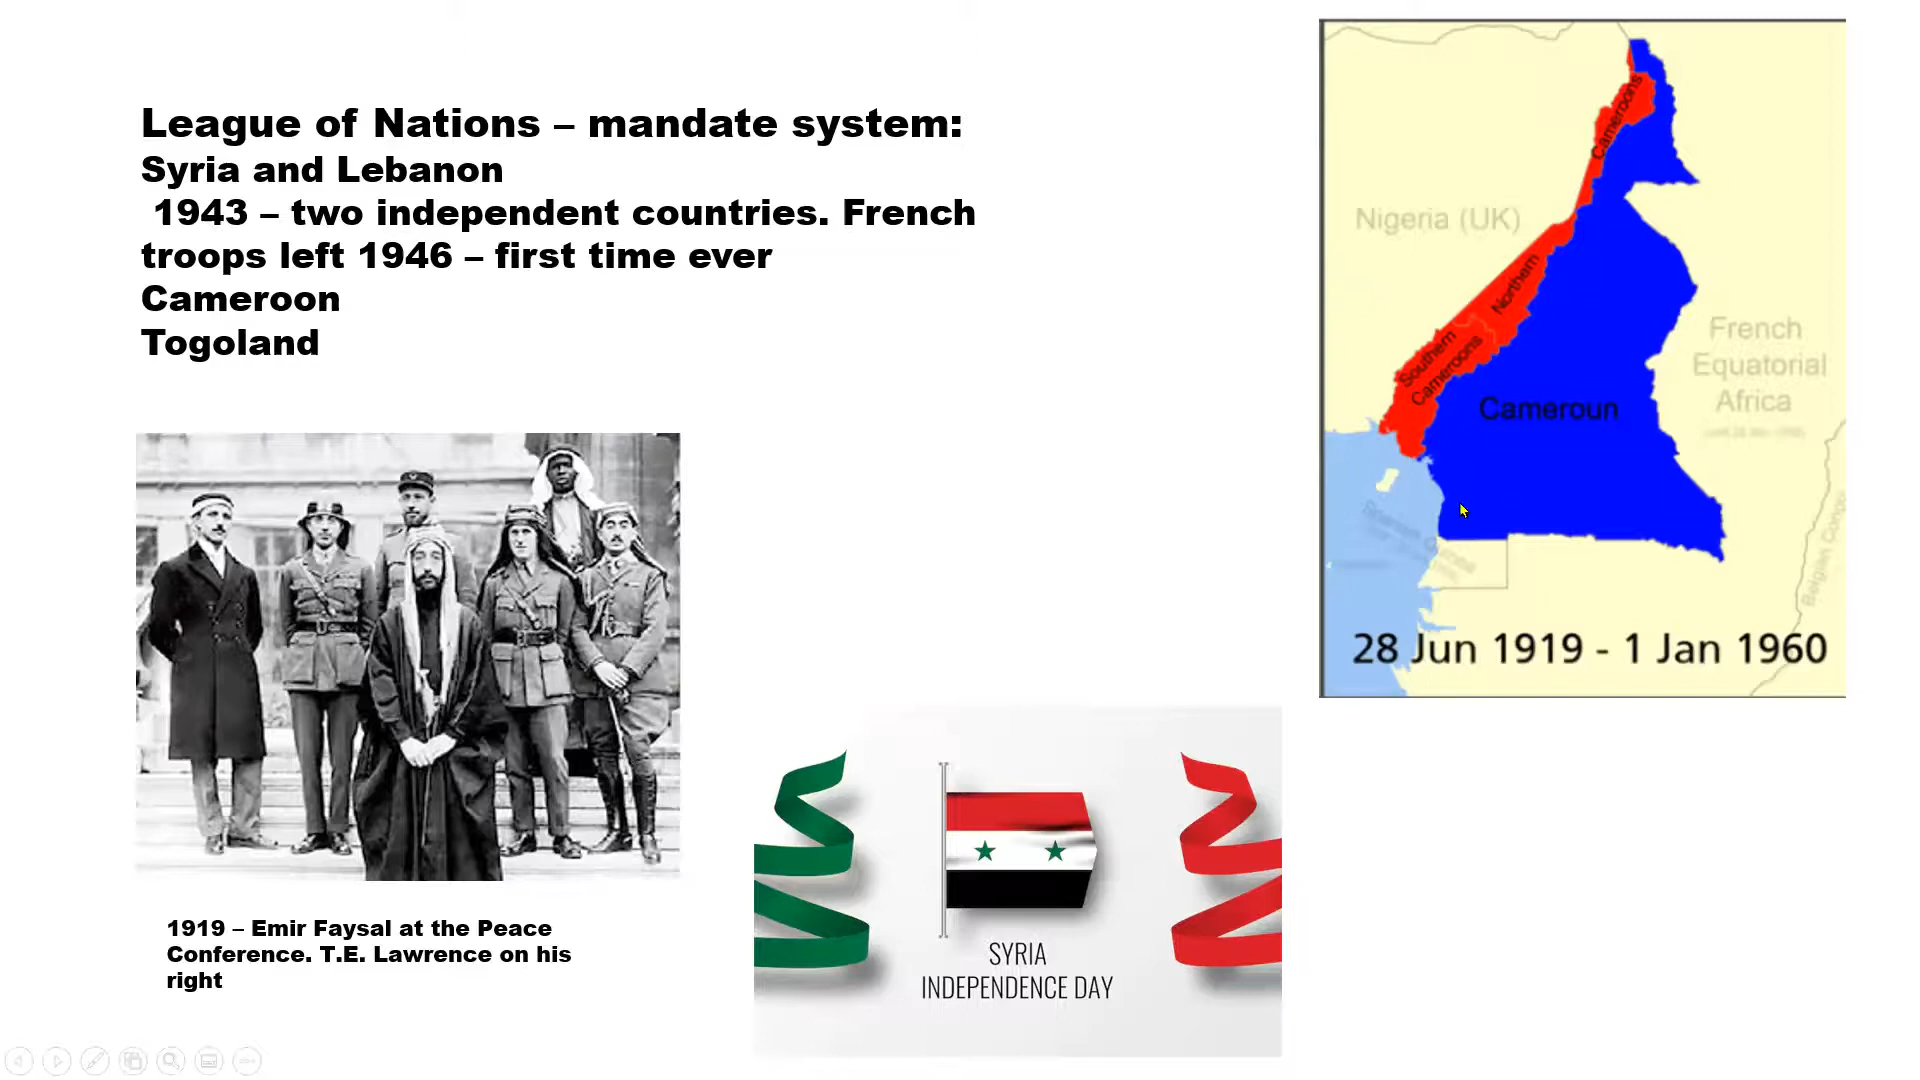 League of Nations – mandate system:
Syria and Lebanon
1943 – two independent countries. French
troops left 1946 – first time ever
Cameroon
Togoland
1919 – Emir Faysal at the Peace
Conference. T.E. Lawrence on his
right
SYRIA
INDEPENDENCE DAY
Cameroons
Nigeria (UK)
Northern
Southern
Cameroons
Cameroun
French
Equatorial
Africa
Belgian Congo
28 Jun 1919 - 1 Jan 1960